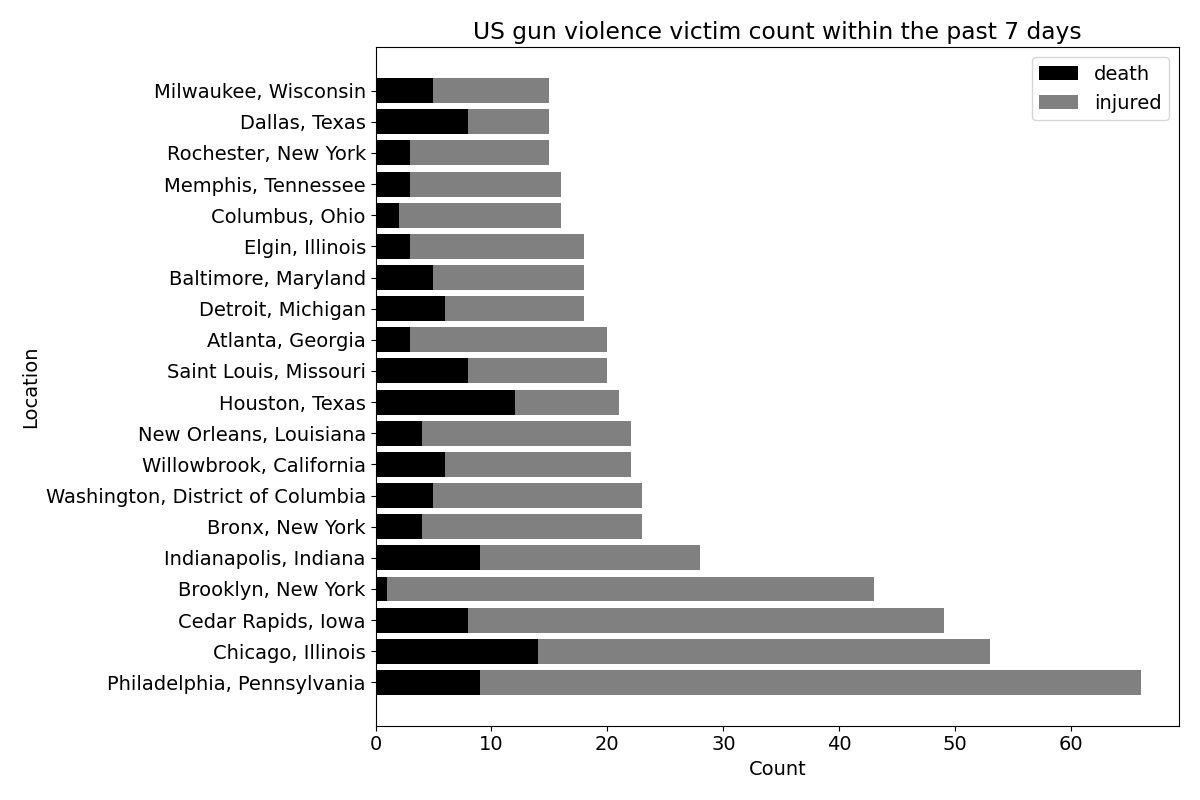 US gun violence victim count within the past 7 days
death
injured
Milwaukee, Wisconsin
Dallas, Texas
Rochester, New York
Memphis, Tennessee
Columbus, Ohio
Elgin, Illinois
Baltimore, Maryland
Detroit, Michigan
Atlanta, Georgia
Saint Louis, Missouri
Houston, Texas
New Orleans, Louisiana
Willowbrook, California
Washington, District of Columbia
Bronx, New York
Indianapolis, Indiana
Brooklyn, New York
Cedar Rapids, Iowa
Chicago, Illinois
Philadelphia, Pennsylvania
Location
0 10 20 30 40 50 60
Count